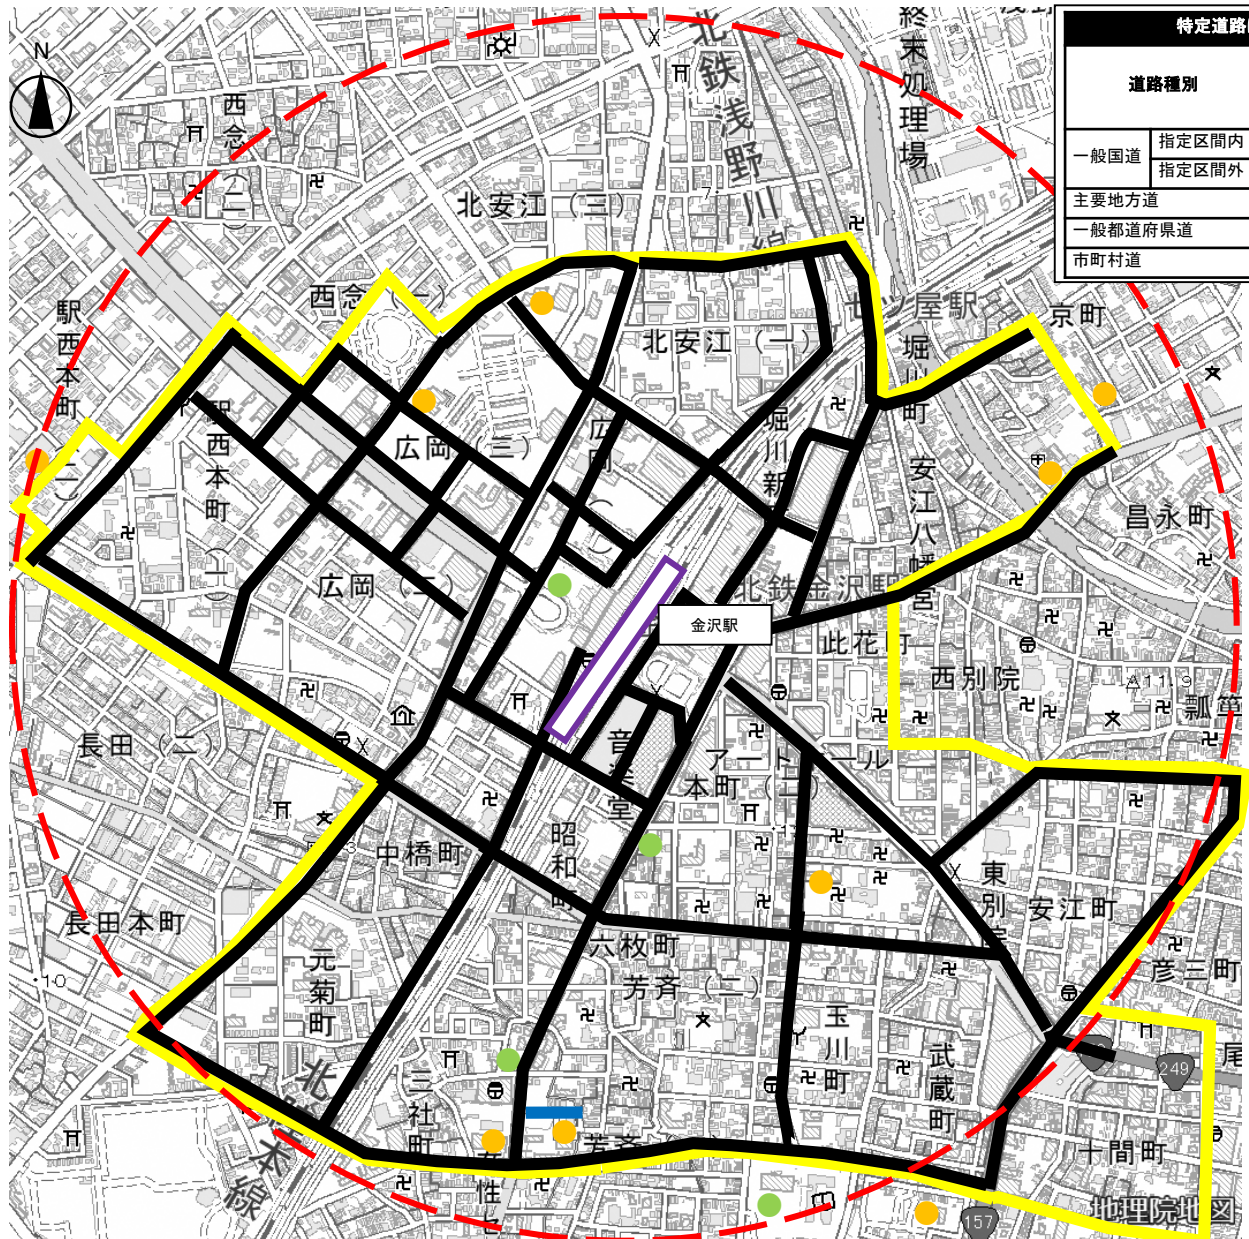 N
特定道路
道路種別
一般国道
指定区間内
指定区間外
主要地方道
一般都道府県道
市町村道
終末処理場
北鉄浅野川線
西念(二)
北安江(三)
西念(一)
七ツ屋駅
京町
駅西本町
北安江(一)
堀川町
駅西本町(一)
広岡(三)
広岡(一)
堀川新
安江八幡宮
昌永町
広岡(二)
北鉄金沢駅
金沢駅
此花町
西別院
11.9
瓢箪
長田(二)
音楽堂
アートホール
本町(二)
昭和町
中橋町
東別院
安江町
長田本町
六枚町
彦三町
元菊町
芳斉(二)
玉川町
武蔵町
10
尾
249
三社町
芳斉
十間町
女性セ
157
地理院地図